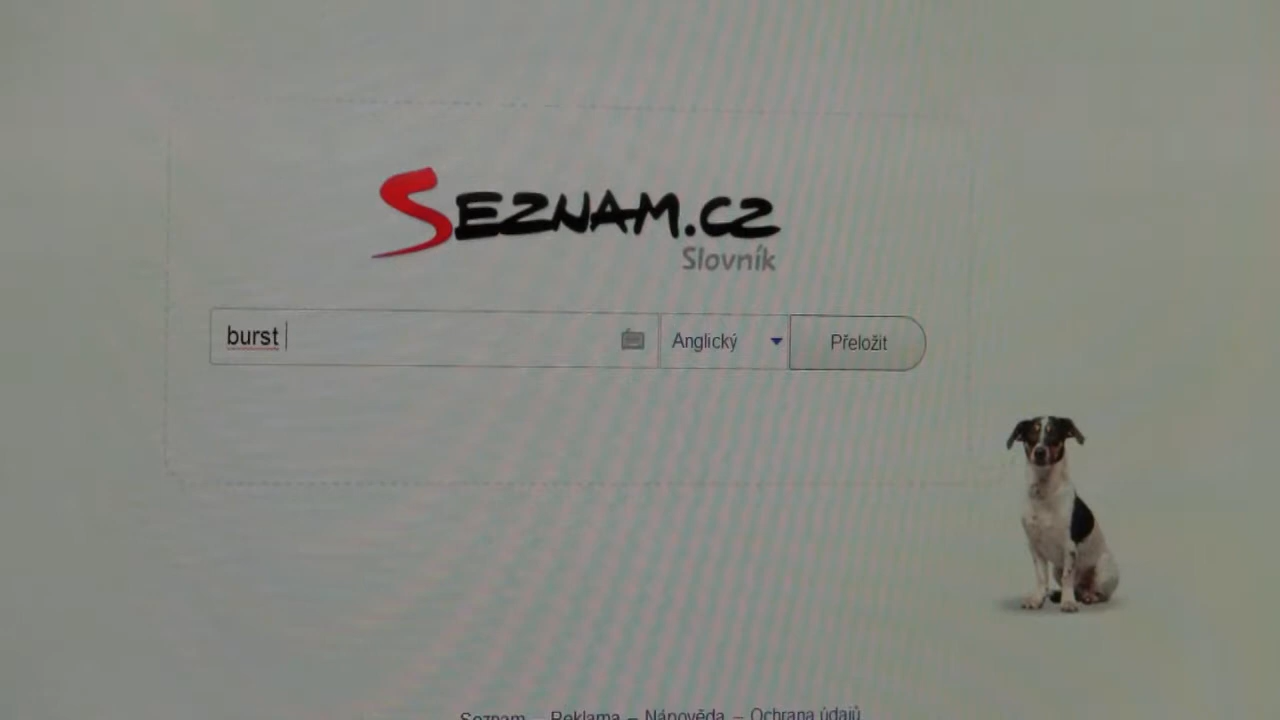 SEZNAM.CZ
Slovník
burst
Anglický
Přeložit
Seznam – Reklama – Nápověda – Ochrana údajů